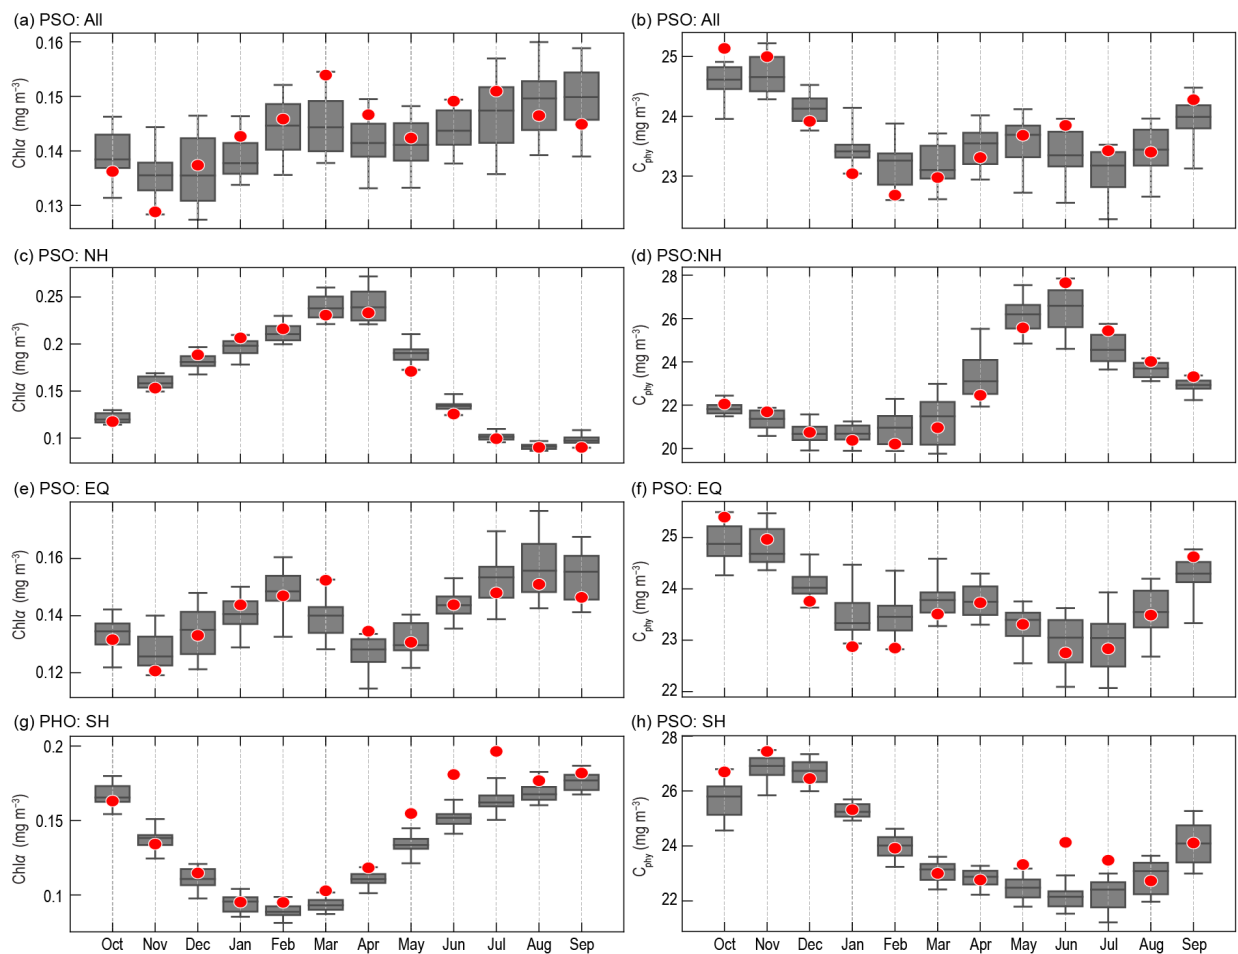 (a) PSO: All
(b) PSO: All
Chla (mg m⁻³)
0.16
0.15
0.14
0.13
C_phy (mg m⁻³)
25
24
23
(c) PSO: NH
(d) PSO:NH
Chla (mg m⁻³)
0.25
0.2
0.15
0.1
C_phy (mg m⁻³)
28
26
24
22
20
(e) PSO: EQ
(f) PSO: EQ
Chla (mg m⁻³)
0.16
0.14
0.12
C_phy (mg m⁻³)
25
24
23
22
(g) PHO: SH
(h) PSO: SH
Chla (mg m⁻³)
0.2
0.15
0.1
C_phy (mg m⁻³)
28
26
24
22
Oct Nov Dec Jan Feb Mar Apr May Jun Jul Aug Sep
Oct Nov Dec Jan Feb Mar Apr May Jun Jul Aug Sep